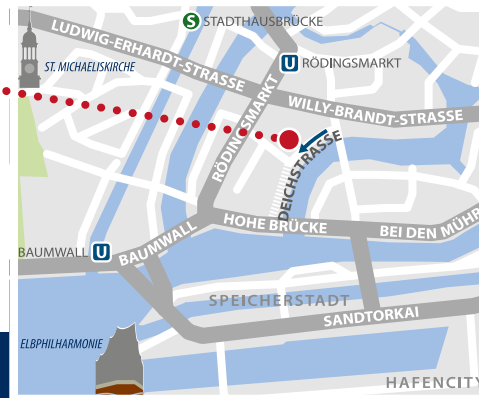 S STADTHAUSBRÜCKE
LUDWIG-ERHARDT-STRASSE
ST. MICHAELISKIRCHE
U RÖDINGSMARKT
WILLY-BRANDT-STRASSE
RÖDINGSMARKT
DEICHSTRASSE
HOHE BRÜCKE
BEI DEN MÜHR
BAUMWALL U
BAUMWALL
SPEICHERSTADT
SANDTORKAI
ELBPHILHARMONIE
HAFENCITY